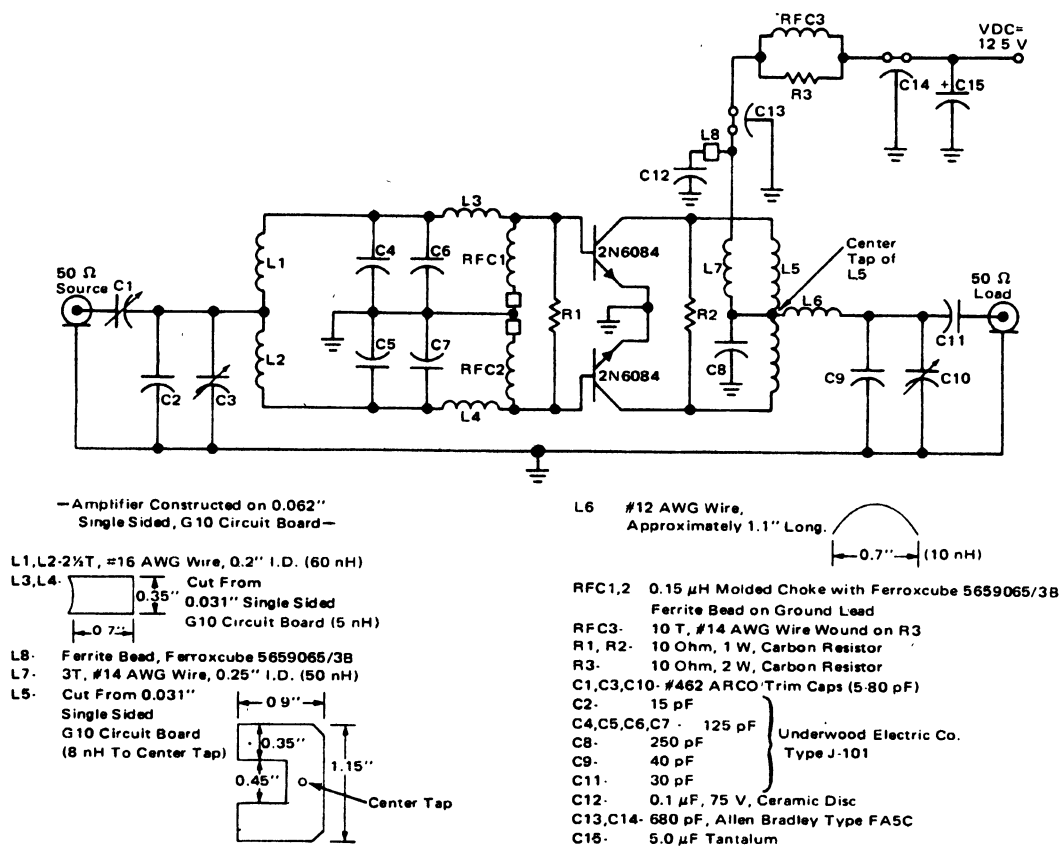 RFC3
VDC=
12 5 V
R3
C14
+
C15
C13
L8
C12
L3
L1
C4
C6
RFC1
2N6084
L7
L5
Center
Tap of
L5
50 Ω
Source
C1
L6
50 Ω
Load
R1
R2
L2
C5
C7
C11
C8
RFC2
2N6084
C2
C3
C9
C10
L4
—Amplifier Constructed on 0.062"
Single Sided, G10 Circuit Board—
L1,L2-2½T, #16 AWG Wire, 0.2" I.D. (60 nH)
L3,L4-
0.35"
Cut From
0.031" Single Sided
G10 Circuit Board (5 nH)
0 7"
L8- Ferrite Bead, Ferroxcube 5659065/3B
L7- 3T, #14 AWG Wire, 0.25" I.D. (50 nH)
L5- Cut From 0.031"
Single Sided
G10 Circuit Board
(8 nH To Center Tap)
0 9"
0.35"
1.15"
0.45"
Center Tap
L6 #12 AWG Wire,
Approximately 1.1" Long.
0.7" (10 nH)
RFC1,2 0.15 µH Molded Choke with Ferroxcube 5659065/3B
Ferrite Bead on Ground Lead
RFC3- 10 T, #14 AWG Wire Wound on R3
R1, R2- 10 Ohm, 1 W, Carbon Resistor
R3- 10 Ohm, 2 W, Carbon Resistor
C1,C3,C10- #462 ARCO Trim Caps (5-80 pF)
C2- 15 pF
C4,C5,C6,C7 - 125 pF
C8- 250 pF
C9- 40 pF
C11- 30 pF
Underwood Electric Co.
Type J-101
C12- 0.1 µF, 75 V, Ceramic Disc
C13,C14- 680 pF, Allen Bradley Type FA5C
C15- 5.0 µF Tantalum